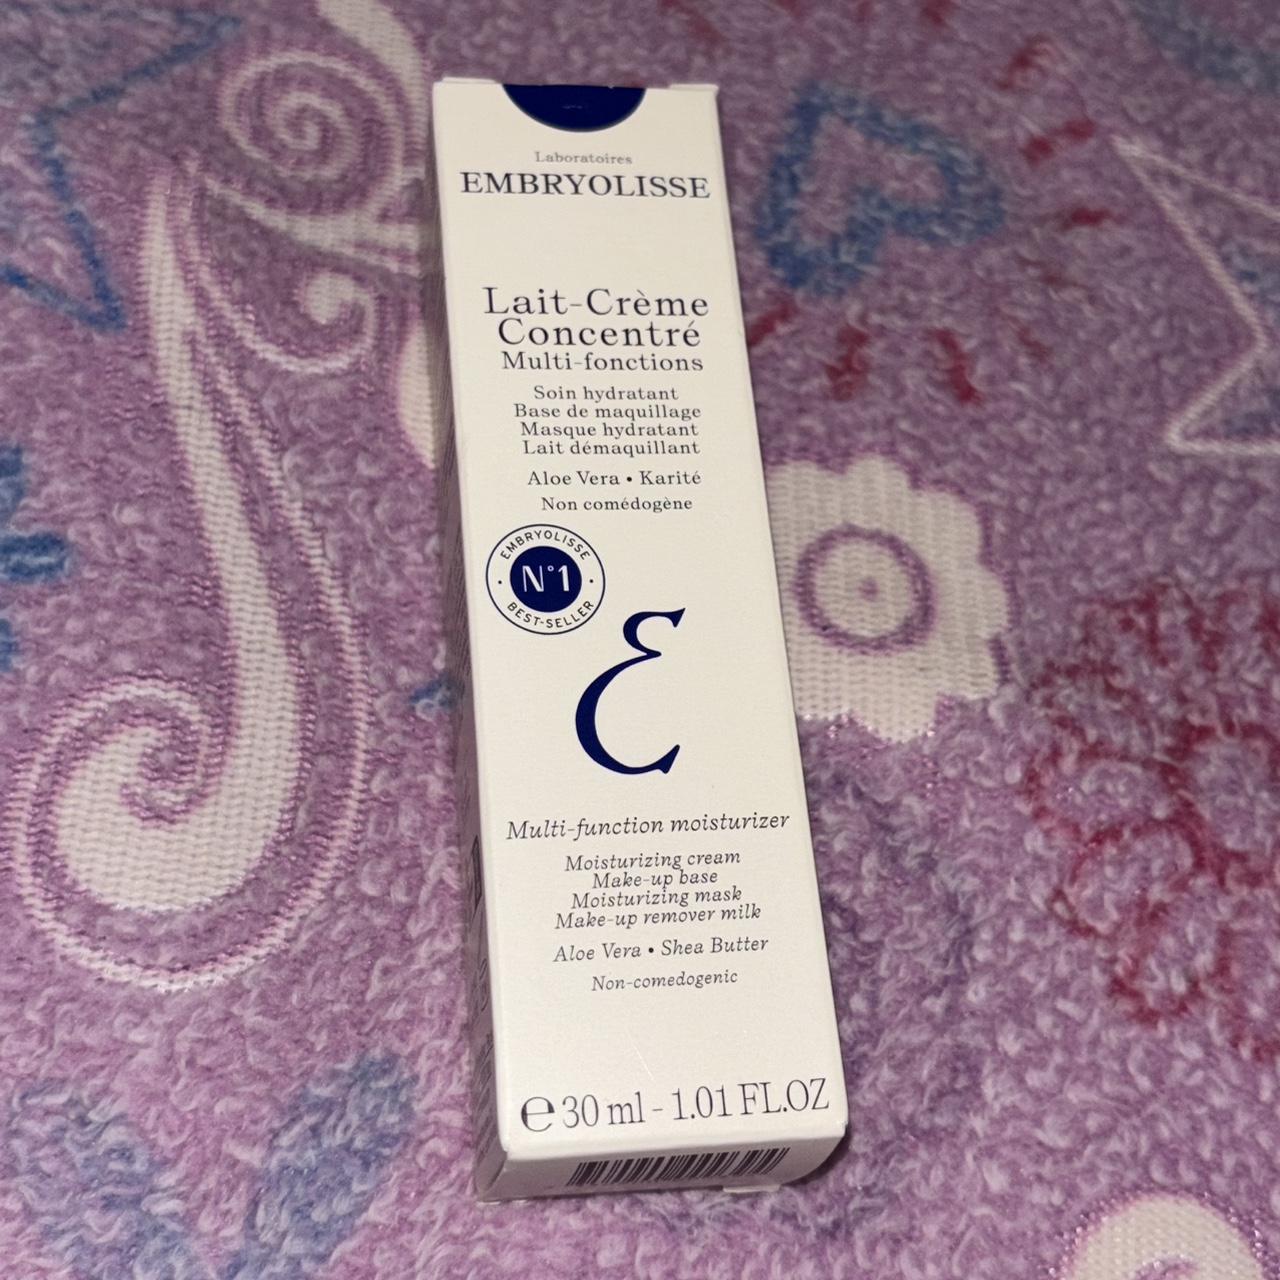 Laboratoires
EMBRYOLISSE
Lait-Crème
Concentré
Multi-fonctions
Soin hydratant
Base de maquillage
Masque hydratant
Lait démaquillant
Aloe Vera • Karité
Non comédogène
EMBRYOLISSE
N°1
BEST-SELLER
Multi-function moisturizer
Moisturizing cream
Make-up base
Moisturizing mask
Make-up remover milk
Aloe Vera • Shea Butter
Non-comedogenic
℮ 30 ml - 1.01 FL.OZ